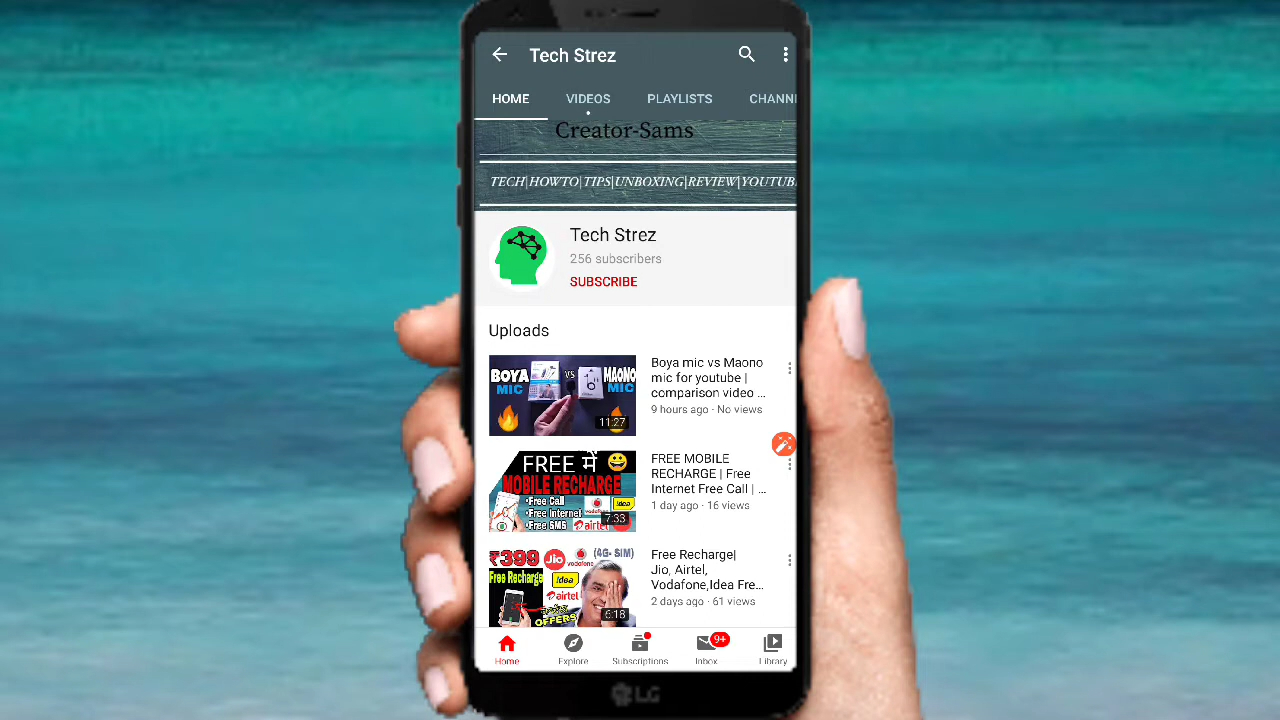 Tech Strez
HOME VIDEOS PLAYLISTS CHANN
Creator-Sams
TECH|HOWTO|TIPS|UNBOXING|REVIEW|YOUTUB
Tech Strez
256 subscribers
SUBSCRIBE
Uploads
BOYA VS MAONO
MIC MIC
11:27
Boya mic vs Maono
mic for youtube |
comparison video ...
9 hours ago · No views
FREE में
MOBILE RECHARGE
•Free Call
•Free internet
•Free SMS
vodafone
idea
airtel
7:33
FREE MOBILE
RECHARGE | Free
Internet Free Call | ...
1 day ago · 16 views
₹399 Jio vodafone (4G-SIM)
Free Recharge
idea
airtel
OFFERS
6:18
Free Recharge|
Jio, Airtel,
Vodafone,Idea Fre...
2 days ago · 61 views
9+
Home Explore Subscriptions Inbox Library
LG